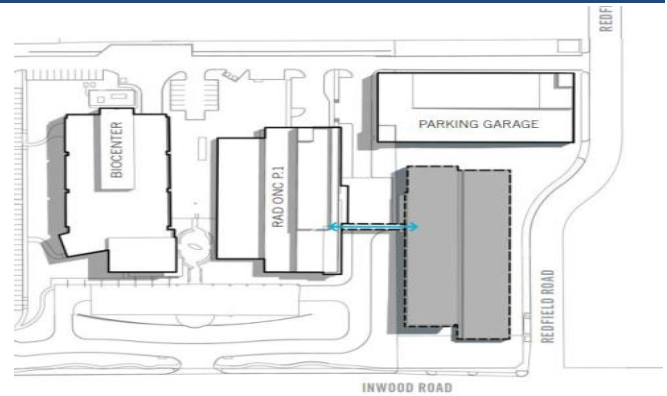 REDFI
PARKING GARAGE
BIOCENTER
RAD ONC P.1
REDFIELD ROAD
INWOOD ROAD